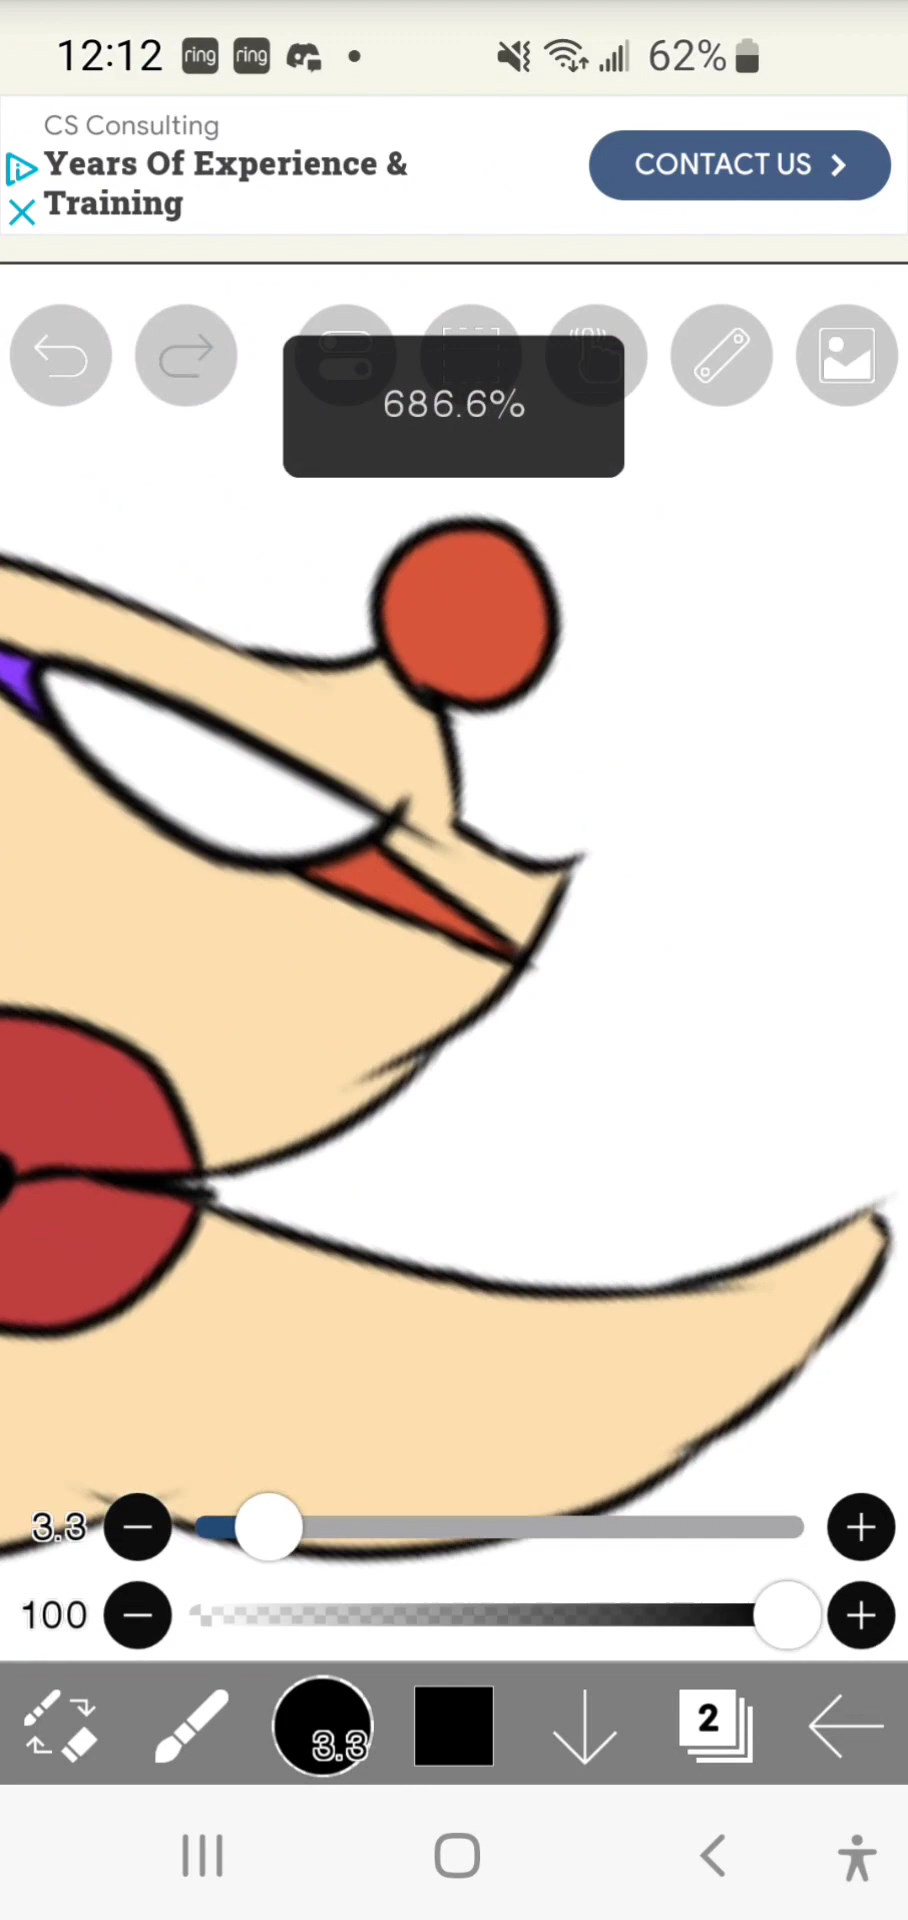 12:12 ring ring 62%
CS Consulting
Years Of Experience &
Training
CONTACT US
686.6%
3.3
100
3.3
2